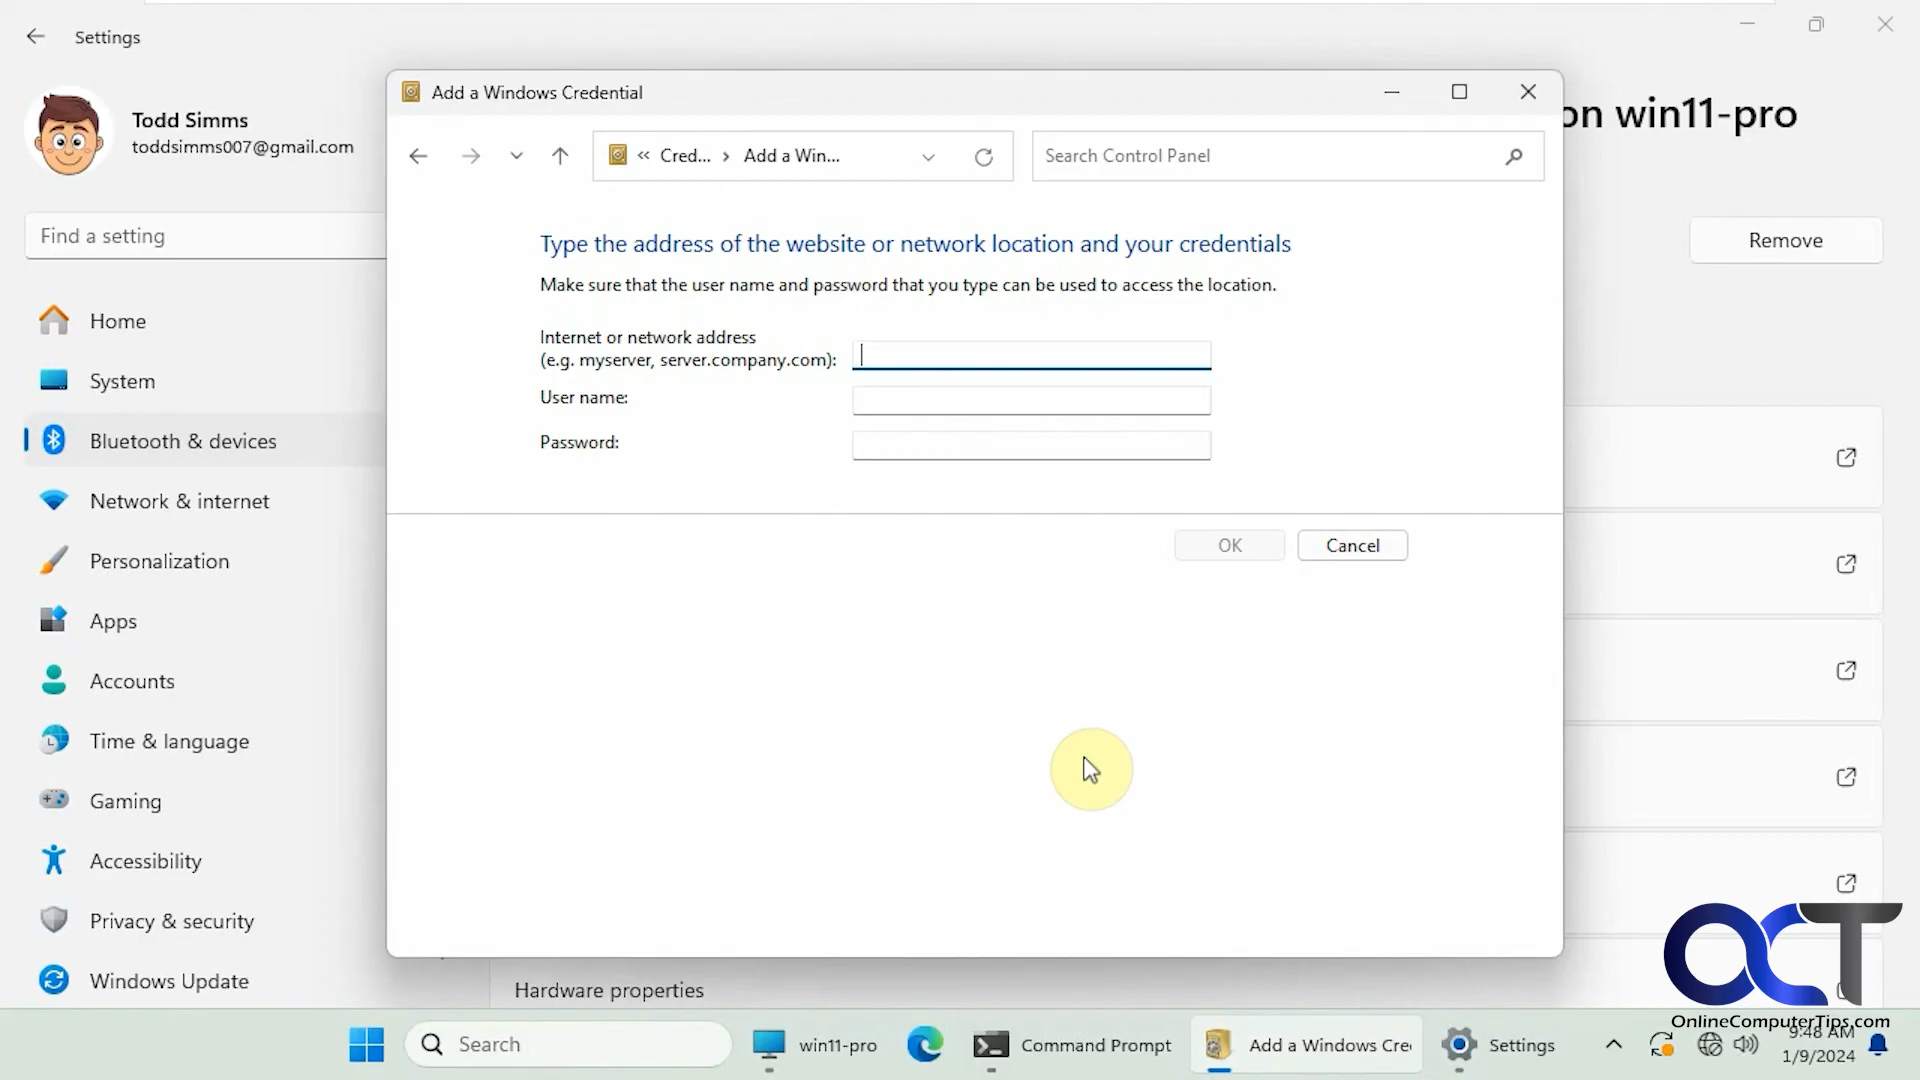 Settings
Todd Simms
toddsimms007@gmail.com
Find a setting
Home
System
Bluetooth & devices
Network & internet
Personalization
Apps
Accounts
Time & language
Gaming
Accessibility
Privacy & security
Windows Update
on win11-pro
Remove
Add a Windows Credential
« Cred... › Add a Win...
Search Control Panel
Type the address of the website or network location and your credentials
Make sure that the user name and password that you type can be used to access the location.
Internet or network address
(e.g. myserver, server.company.com):
User name:
Password:
OK
Cancel
Hardware properties
OCT
OnlineComputerTips.com
Search
win11-pro
Command Prompt
Add a Windows Cre
Settings
9:48 AM
1/9/2024